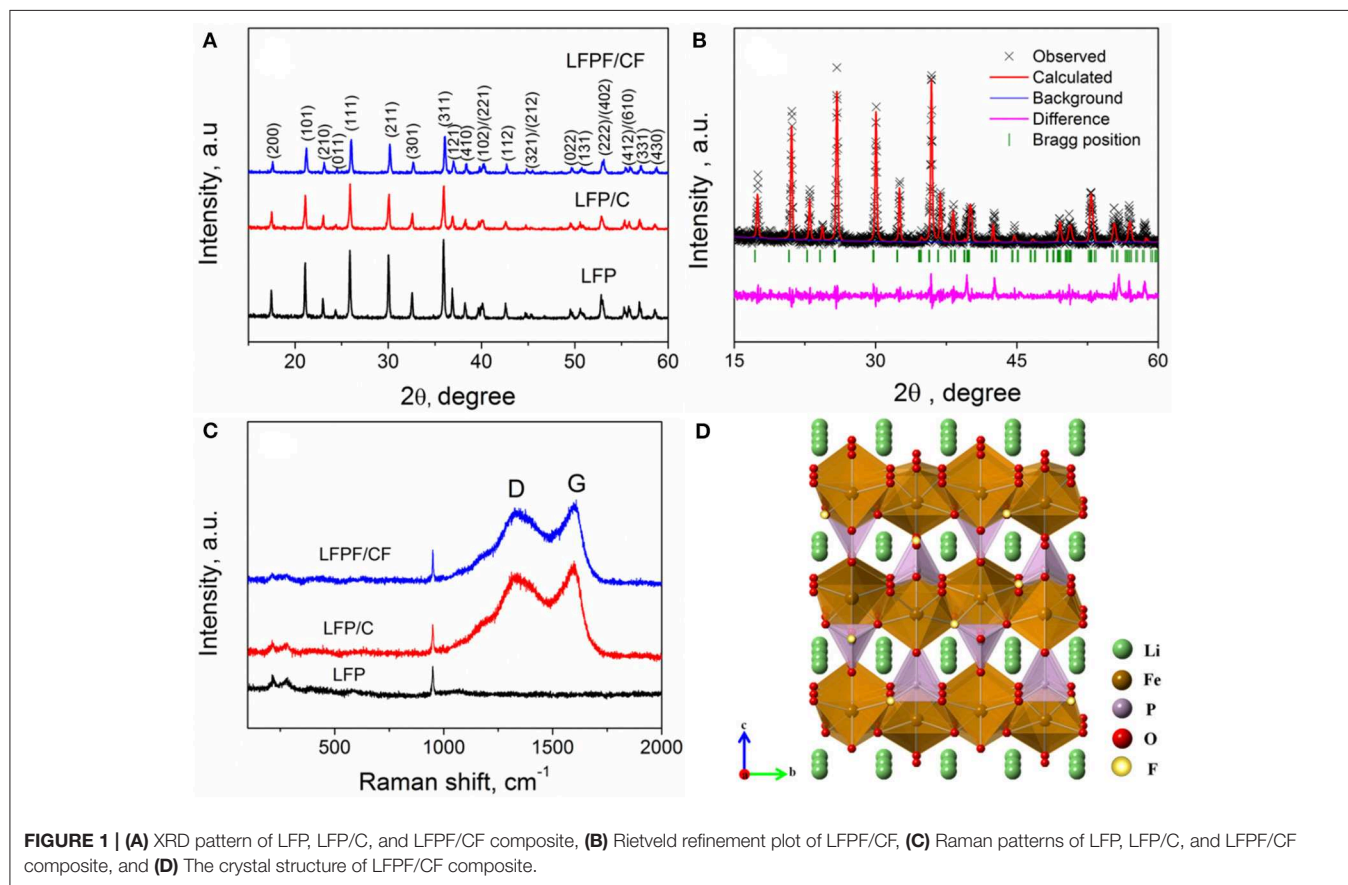 A
LFPF/CF
(200)
(101)
(210)
(011)
(111)
(211)
(301)
(311)
(121)
(410)
(102)/(221)
(112)
(321)/(212)
(022)
(131)
(222)/(402)
(412)/(610)
(331)
(430)
LFP/C
LFP
Intensity, a.u
20 30 40 50 60
2θ, degree
B
Observed
Calculated
Background
Difference
Bragg position
Intensity , a.u.
15 30 45 60
2θ , degree
C
D G
LFPF/CF
LFP/C
LFP
Intensity, a.u.
500 1000 1500 2000
Raman shift, cm⁻¹
D
Li
Fe
P
O
F
c
a
b
FIGURE 1 | (A) XRD pattern of LFP, LFP/C, and LFPF/CF composite, (B) Rietveld refinement plot of LFPF/CF, (C) Raman patterns of LFP, LFP/C, and LFPF/CF
composite, and (D) The crystal structure of LFPF/CF composite.